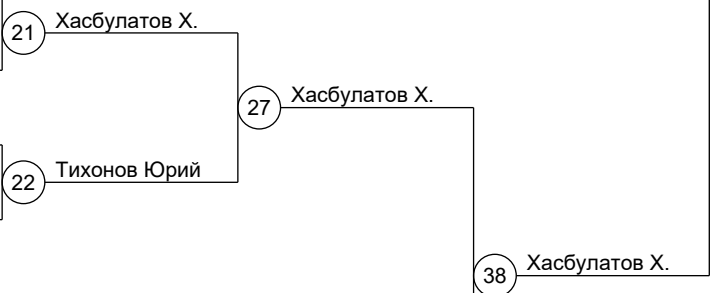 Хасбулатов Х.
21
Хасбулатов Х.
27
Тихонов Юрий
22
Хасбулатов Х.
38